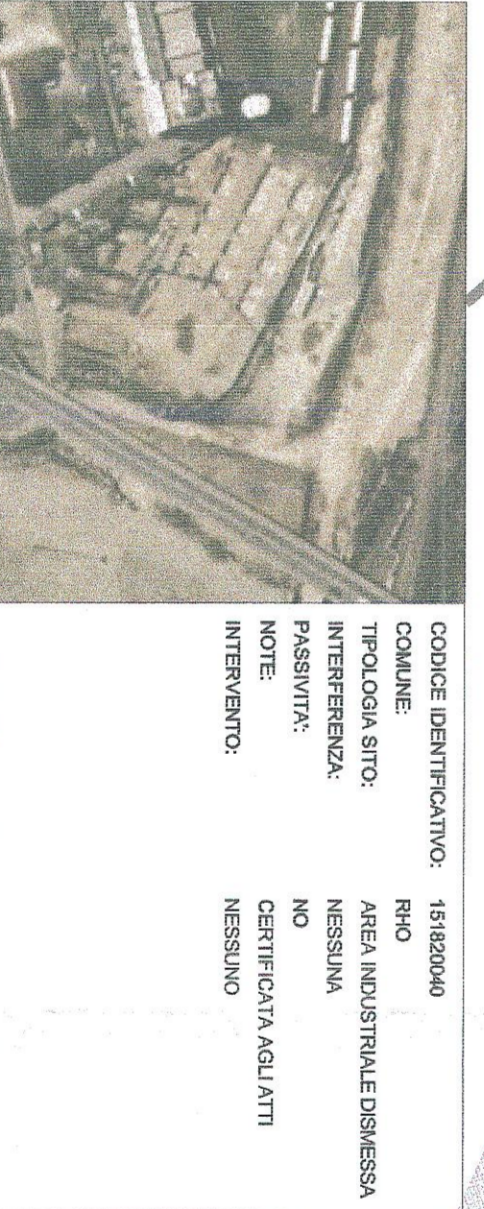 CODICE IDENTIFICATIVO: 151820040
COMUNE: RHO
TIPOLOGIA SITO: AREA INDUSTRIALE DISMESSA
INTERFERENZA: NESSUNA
PASSIVITA': NO
NOTE: CERTIFICATA AGLI ATTI
INTERVENTO: NESSUNO